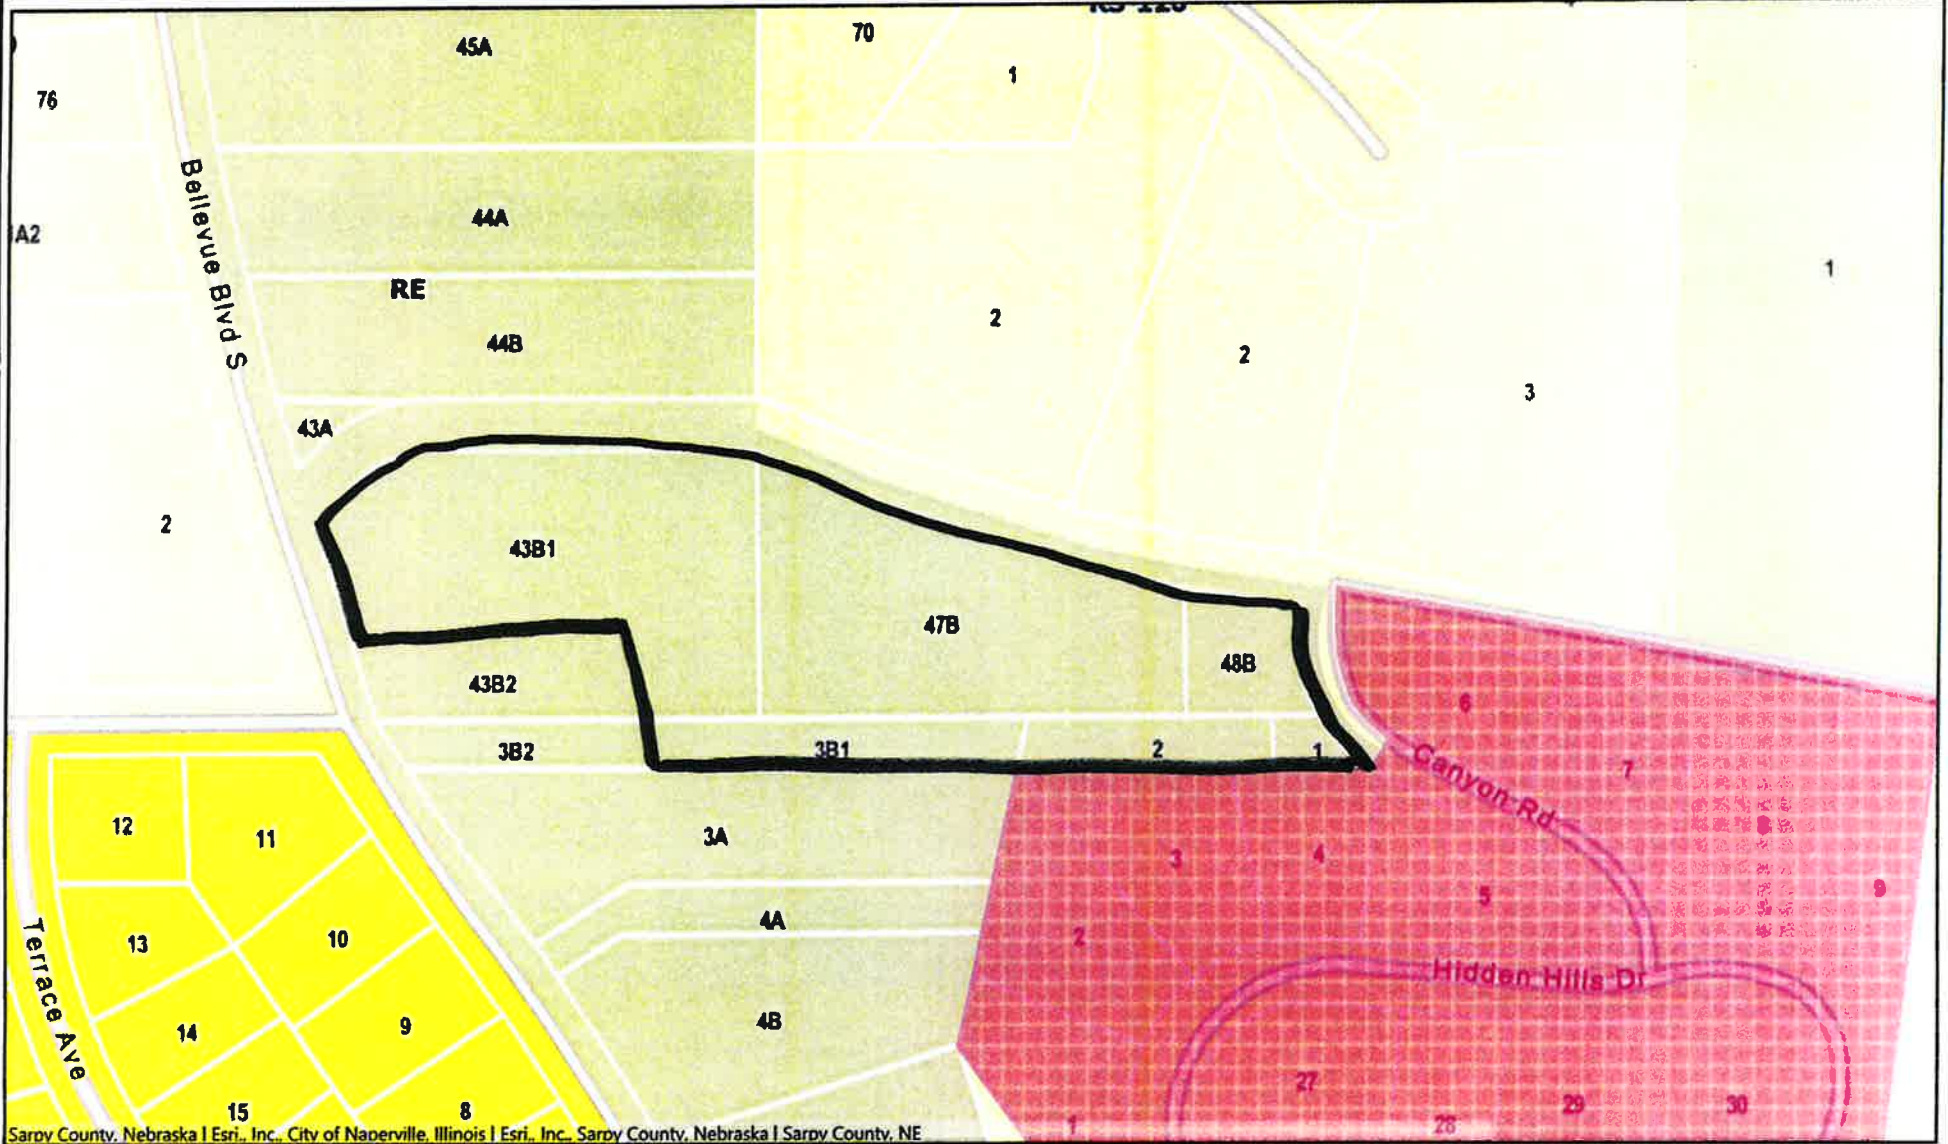 45A
70
1
76
Bellevue Blvd S
44A
A2
1
RE
2
44B
2
3
43A
2
43B1
47B
48B
43B2
6
3B2
3B1
2
1
Canyon Rd
7
12
11
3A
3
4
5
9
4A
2
13
10
Terrace Ave
Hidden Hills Dr
14
9
4B
27
15
8
1
28
29
30
Sarpy County, Nebraska | Esri., Inc., City of Naperville, Illinois | Esri., Inc., Sarpy County, Nebraska | Sarpy County, NE